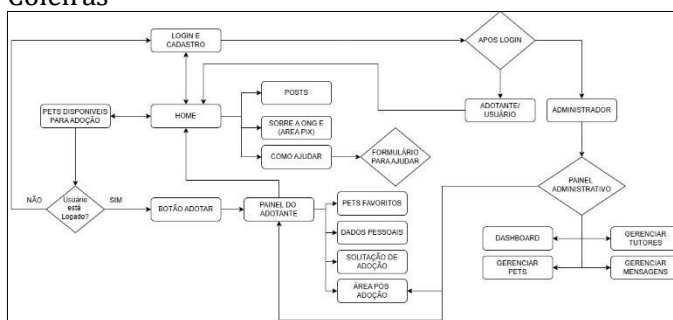 Coleiras
LOGIN E
CADASTRO
APOS LOGIN
PETS DISPONIVEIS
PARA ADOÇÃO
HOME
POSTS
ADOTANTE/
USUÁRIO
ADMINISTRADOR
SOBRE A ONG E
(AREA PIX)
COMO AJUDAR
FORMULÁRIO
PARA AJUDAR
PAINEL
ADMINISTRATIVO
NÃO
Usuário
está
Logado?
SIM
BOTÃO ADOTAR
PAINEL DO
ADOTANTE
PETS FAVORITOS
DADOS PESSOAIS
SOLITAÇÃO DE
ADOÇÃO
ÁREA PÓS
ADOÇÃO
DASHBOARD
GERENCIAR
TUTORES
GERENCIAR
PETS
GERENCIAR
MENSAGENS